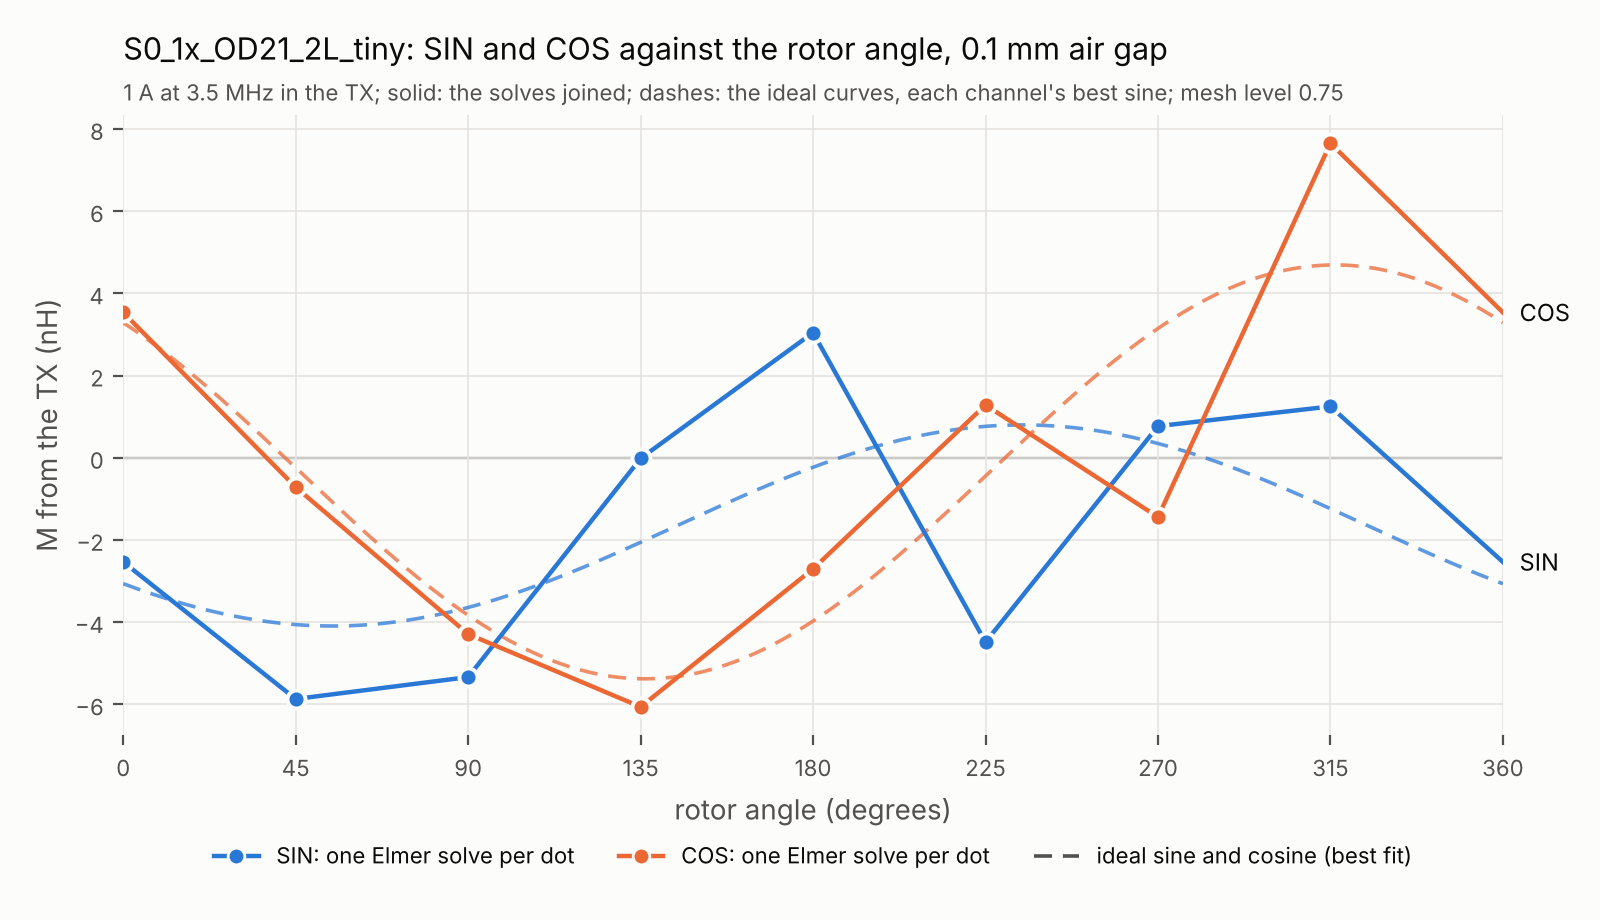 S0_1x_OD21_2L_tiny: SIN and COS against the rotor angle, 0.1 mm air gap
1 A at 3.5 MHz in the TX; solid: the solves joined; dashes: the ideal curves, each channel's best sine; mesh level 0.75
M from the TX (nH)
8
6
4
2
0
−2
−4
−6
COS
SIN
0 45 90 135 180 225 270 315 360
rotor angle (degrees)
SIN: one Elmer solve per dot COS: one Elmer solve per dot ideal sine and cosine (best fit)